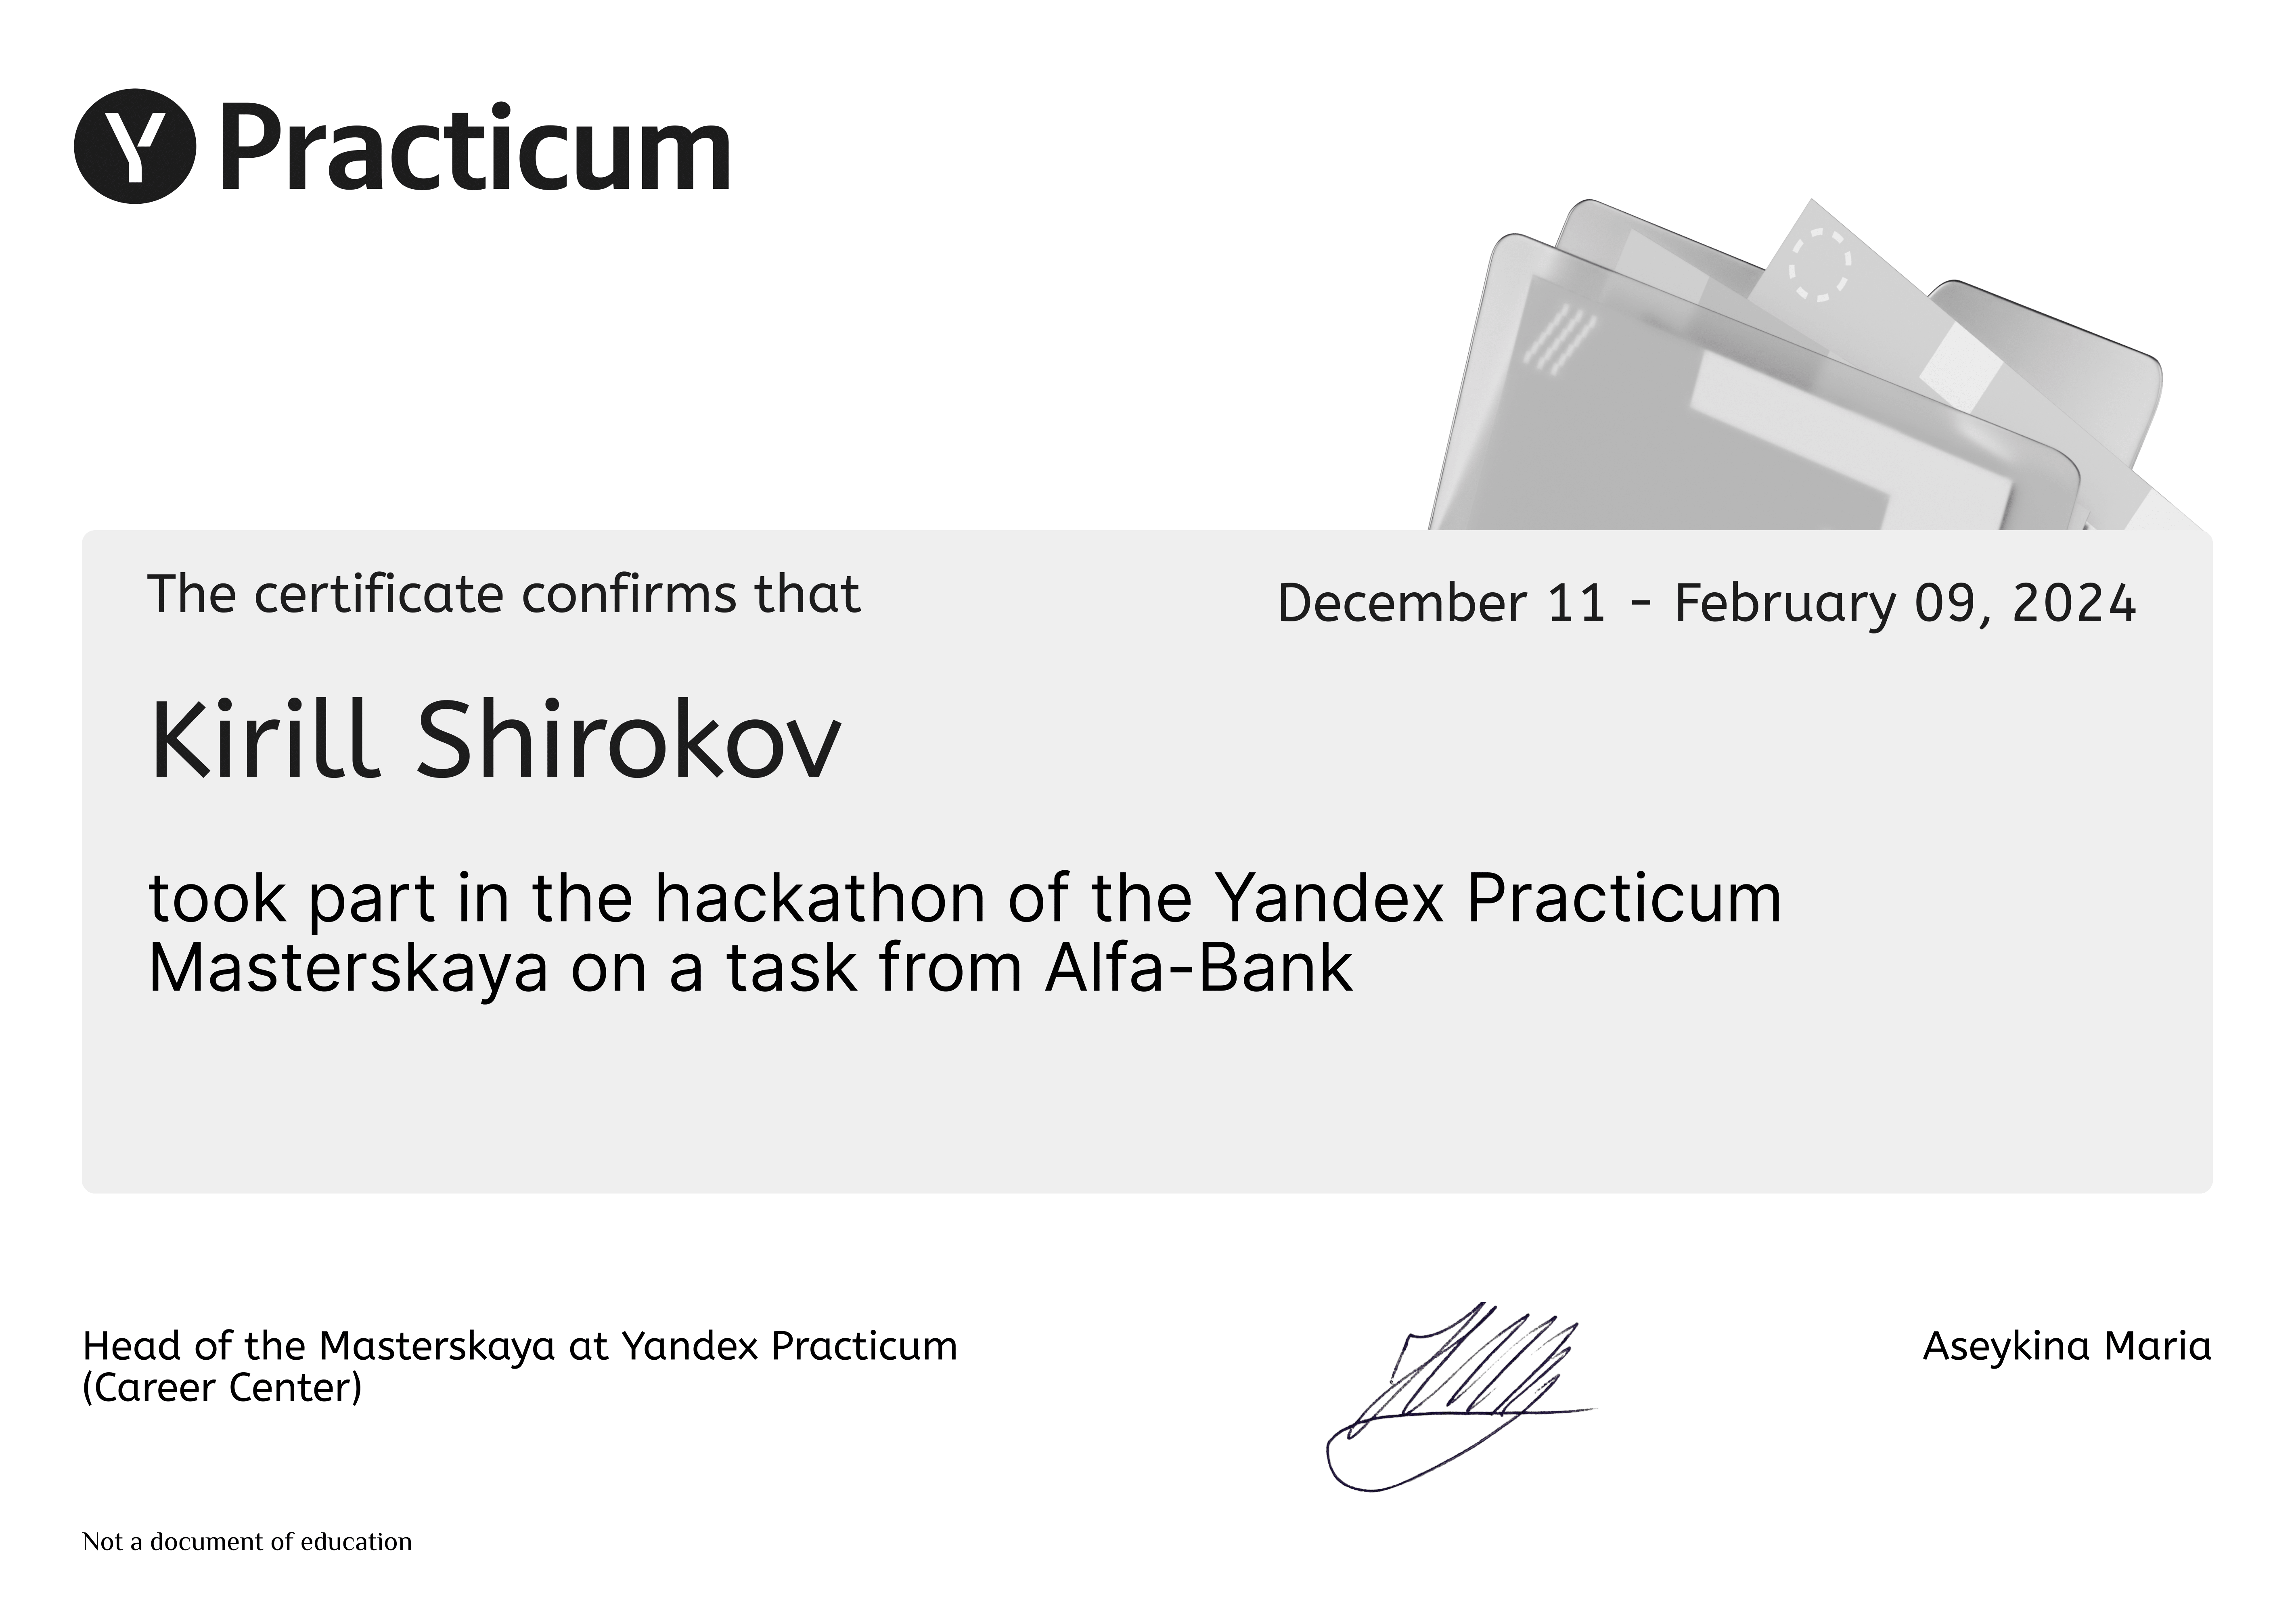 Y Practicum
The certificate confirms that
December 11 - February 09, 2024
Kirill Shirokov
took part in the hackathon of the Yandex Practicum
Masterskaya on a task from Alfa-Bank
Head of the Masterskaya at Yandex Practicum
(Career Center)
Aseykina Maria
Not a document of education